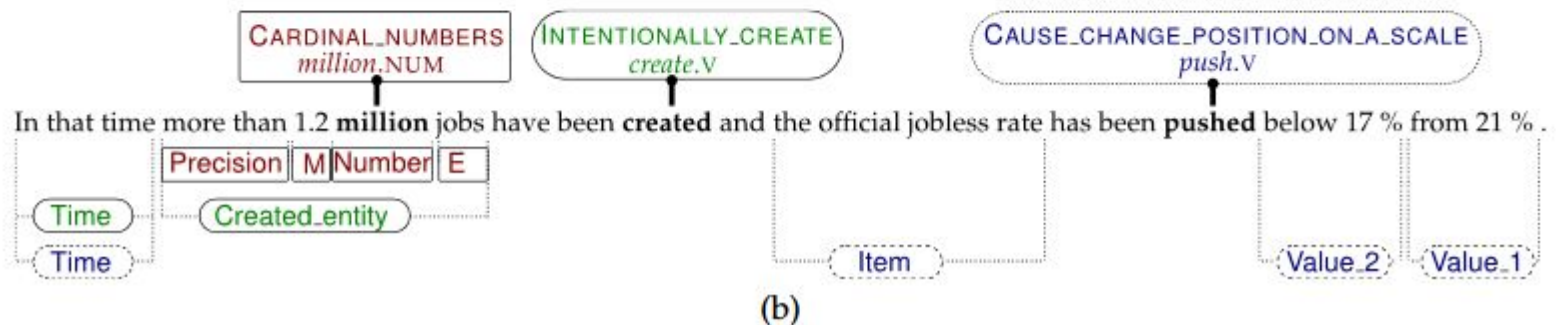 CARDINAL_NUMBERS INTENTIONALLY_CREATE CAUSE_CHANGE_POSITION_ON_A_SCALE
million.NUM create.V push.V
In that time more than 1.2 million jobs have been created and the official jobless rate has been pushed below 17 % from 21 % .
Precision M Number E
Time Created_entity
Time Item Value_2 Value_1
(b)